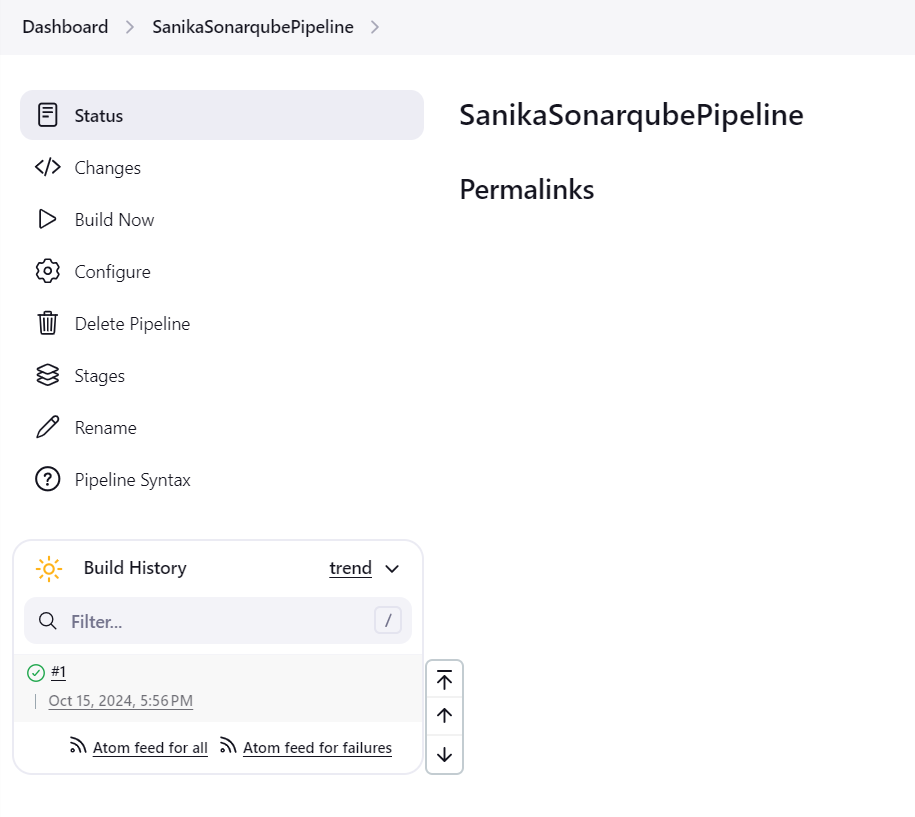 Dashboard > SanikaSonarqubePipeline >
Status
Changes
Build Now
Configure
Delete Pipeline
Stages
Rename
Pipeline Syntax
SanikaSonarqubePipeline
Permalinks
Build History trend
Filter... /
#1
Oct 15, 2024, 5:56 PM
Atom feed for all Atom feed for failures